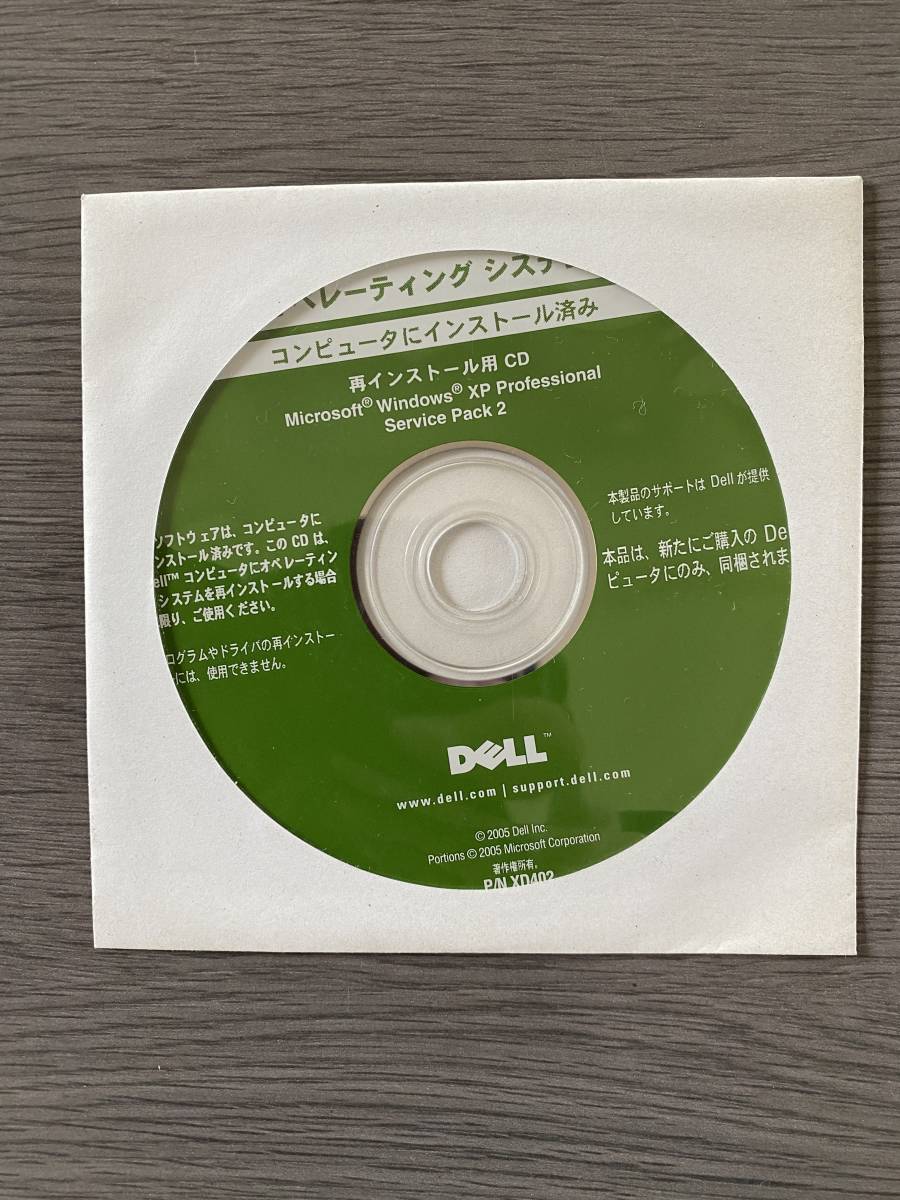 ペレーティング システ
コンピュータにインストール済み
再インストール用 CD
Microsoft® Windows® XP Professional
Service Pack 2
ソフトウェアは、コンピュータに
ンストール済みです。この CD は、
ell™ コンピュータにオペレーティン
システムを再インストールする場合
限り、ご使用ください。
ログラムやドライバの再インストー
には、使用できません。
本製品のサポートは Dell が提供
しています。
本品は、新たにご購入の De
ピュータにのみ、同梱されま
DELL™
www.dell.com | support.dell.com
© 2005 Dell Inc.
Portions © 2005 Microsoft Corporation
著作権所有。
P/N XD402